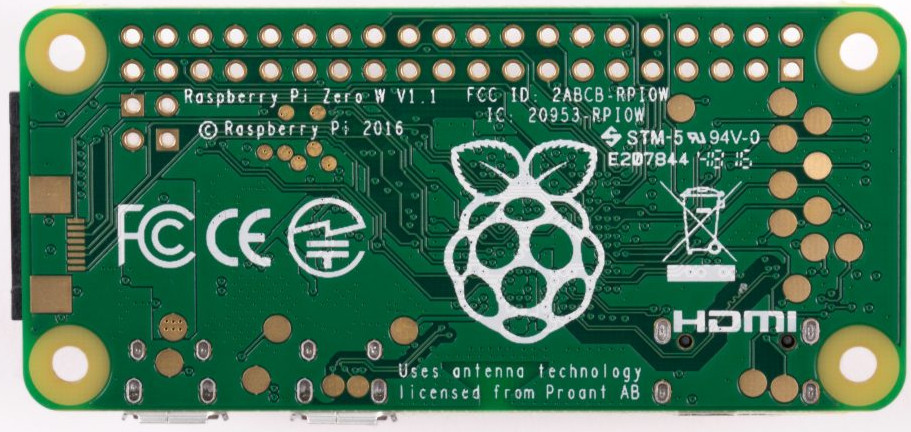 Raspberry Pi Zero W V1.1
FCC ID: 2ABCB-RPI0W
IC: 20953-RPI0W
© Raspberry Pi 2016
STM-5 94V-0
E207844
FC CE
HDMI
Uses antenna technology
licensed from Proant AB